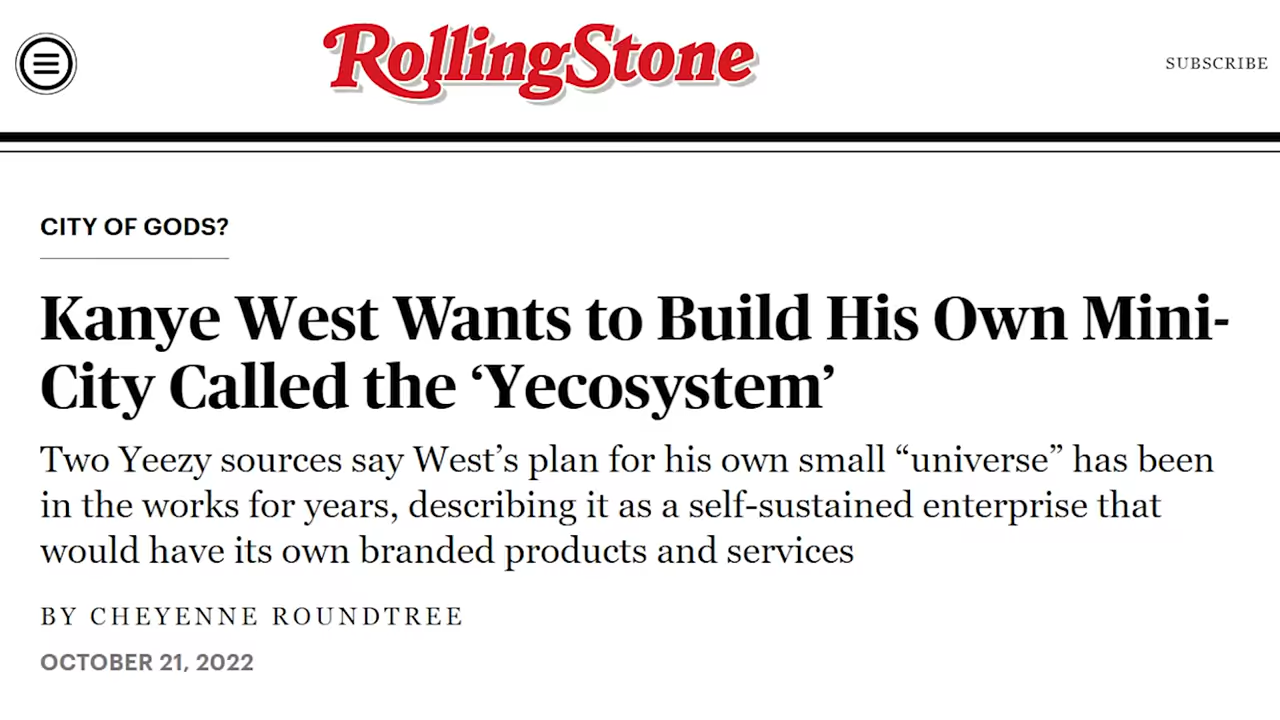 RollingStone
SUBSCRIBE
CITY OF GODS?
Kanye West Wants to Build His Own Mini-
City Called the ‘Yecosystem’
Two Yeezy sources say West’s plan for his own small “universe” has been
in the works for years, describing it as a self-sustained enterprise that
would have its own branded products and services
BY CHEYENNE ROUNDTREE
OCTOBER 21, 2022